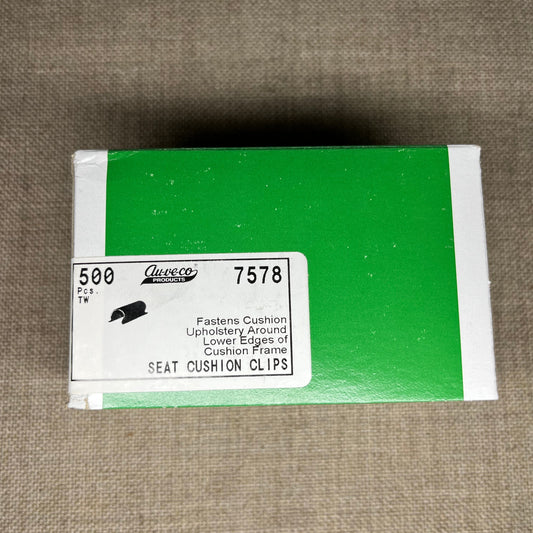 500 au-ve-co 7578
Pcs. PRODUCTS
TW
Fastens Cushion
Upholstery Around
Lower Edges of
Cushion Frame
SEAT CUSHION CLIPS